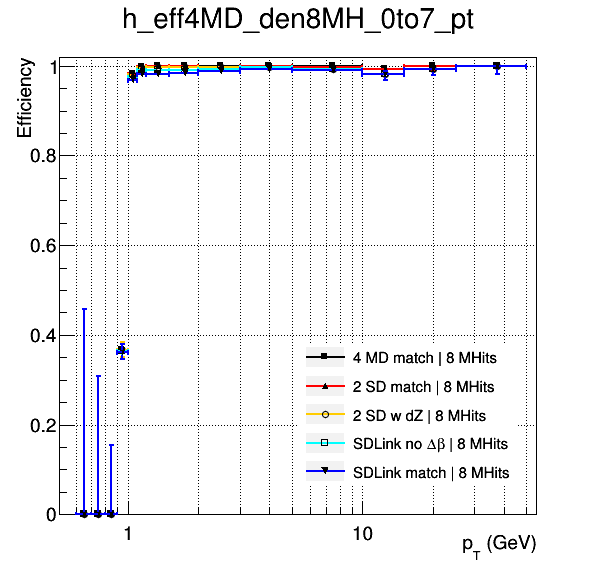 h_eff4MD_den8MH_0to7_pt
Efficiency
1
0.8
0.6
0.4
0.2
0
4 MD match | 8 MHits
2 SD match | 8 MHits
2 SD w dZ | 8 MHits
SDLink no Δβ | 8 MHits
SDLink match | 8 MHits
1
10
p_T (GeV)